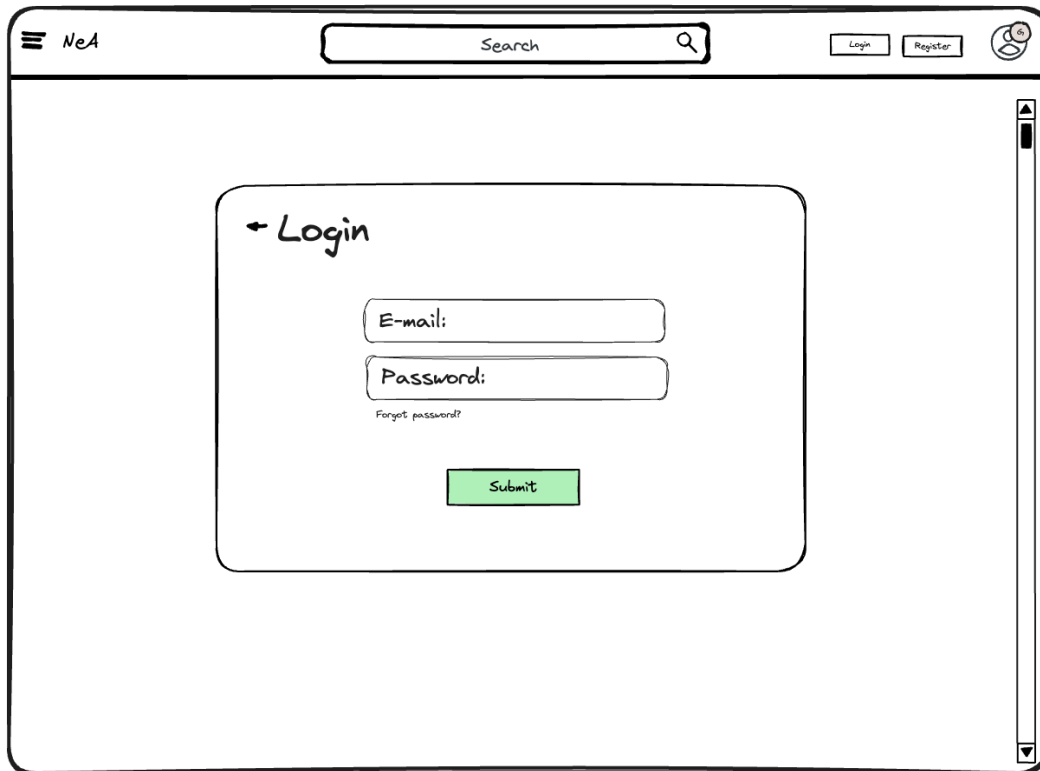 NeA
Search
Login
Register
Login
E-mail:
Password:
Forgot password?
Submit